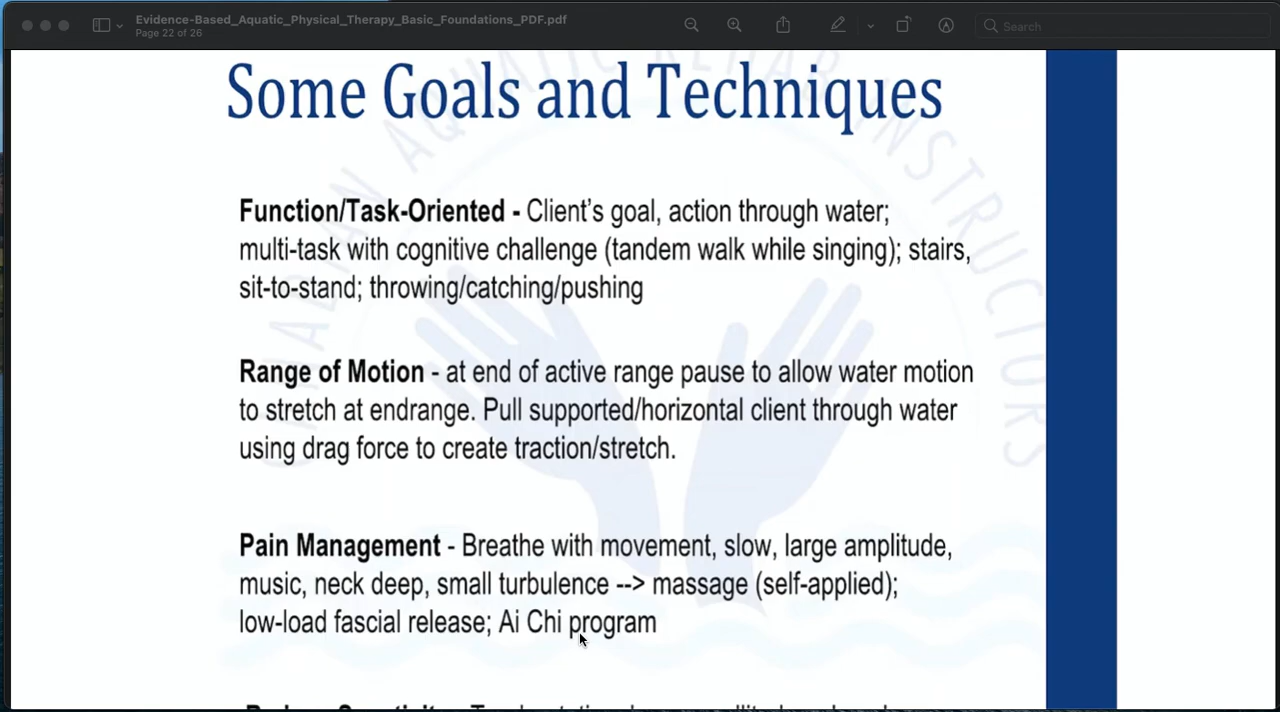 Evidence-Based_Aquatic_Physical_Therapy_Basic_Foundations_PDF.pdf
Page 22 of 26
Search
Some Goals and Techniques
Function/Task-Oriented - Client’s goal, action through water;
multi-task with cognitive challenge (tandem walk while singing); stairs,
sit-to-stand; throwing/catching/pushing
Range of Motion - at end of active range pause to allow water motion
to stretch at endrange. Pull supported/horizontal client through water
using drag force to create traction/stretch.
Pain Management - Breathe with movement, slow, large amplitude,
music, neck deep, small turbulence --> massage (self-applied);
low-load fascial release; Ai Chi program